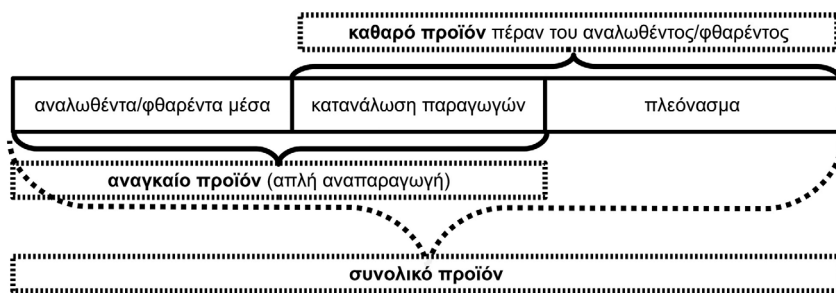 καθαρό προϊόν πέραν του αναλωθέντος/φθαρέντος
αναλωθέντα/φθαρέντα μέσα κατανάλωση παραγωγών πλεόνασμα
αναγκαίο προϊόν (απλή αναπαραγωγή)
συνολικό προϊόν